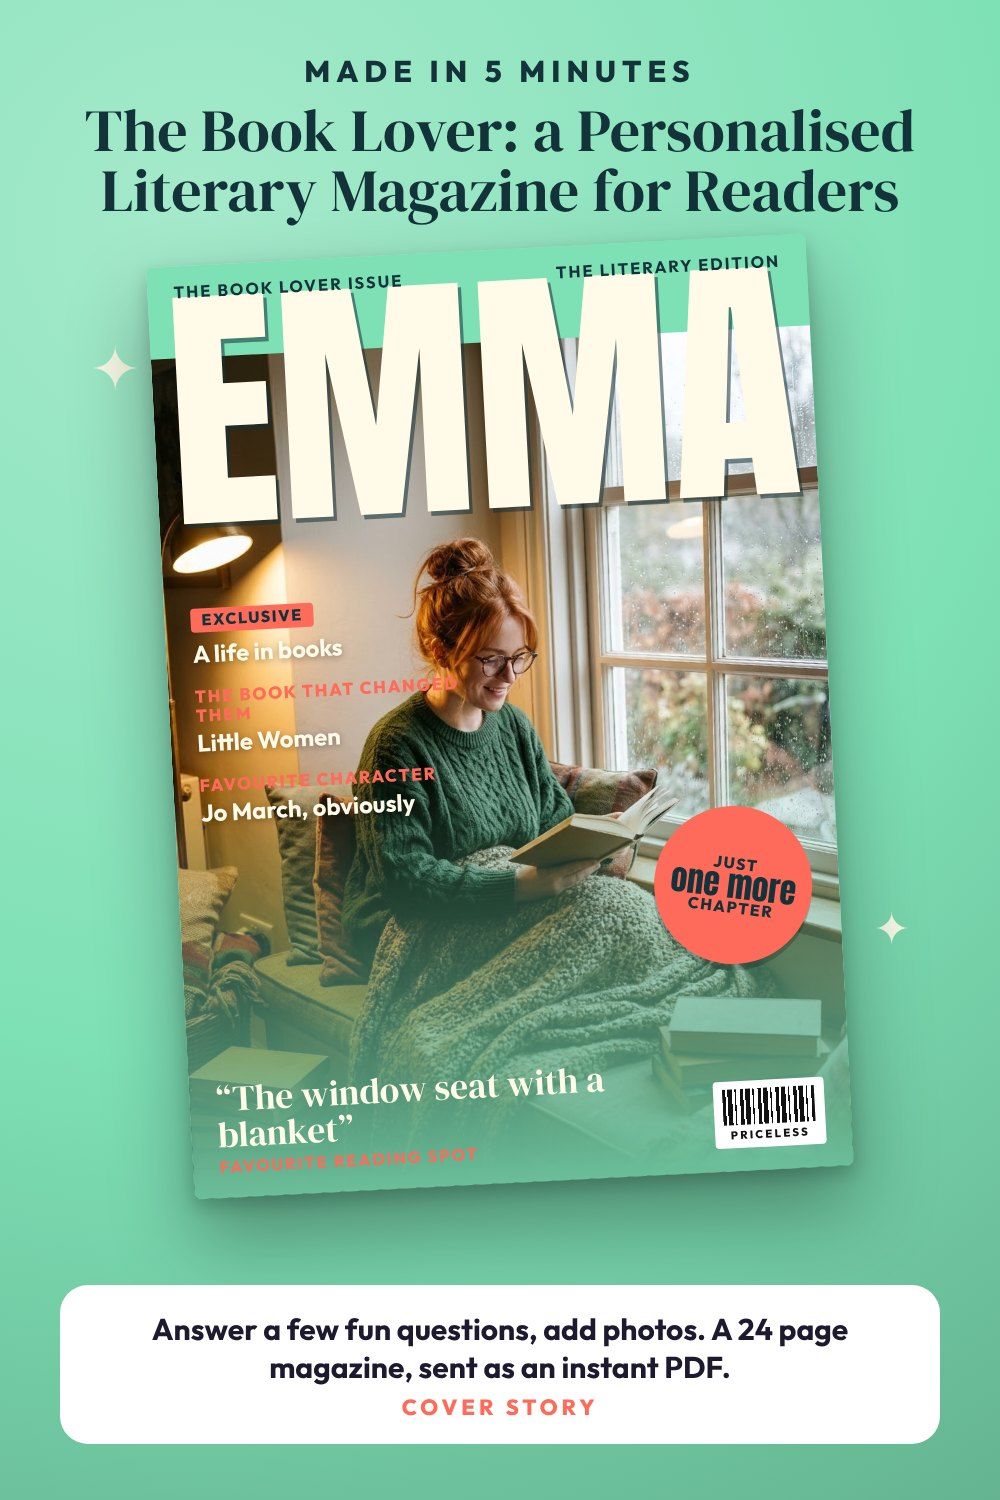 MADE IN 5 MINUTES
The Book Lover: a Personalised
Literary Magazine for Readers
THE BOOK LOVER ISSUE
THE LITERARY EDITION
EMMA
EXCLUSIVE
A life in books
THE BOOK THAT CHANGED
THEM
Little Women
FAVOURITE CHARACTER
Jo March, obviously
JUST
one more
CHAPTER
“The window seat with a
blanket”
FAVOURITE READING SPOT
PRICELESS
Answer a few fun questions, add photos. A 24 page
magazine, sent as an instant PDF.
COVER STORY